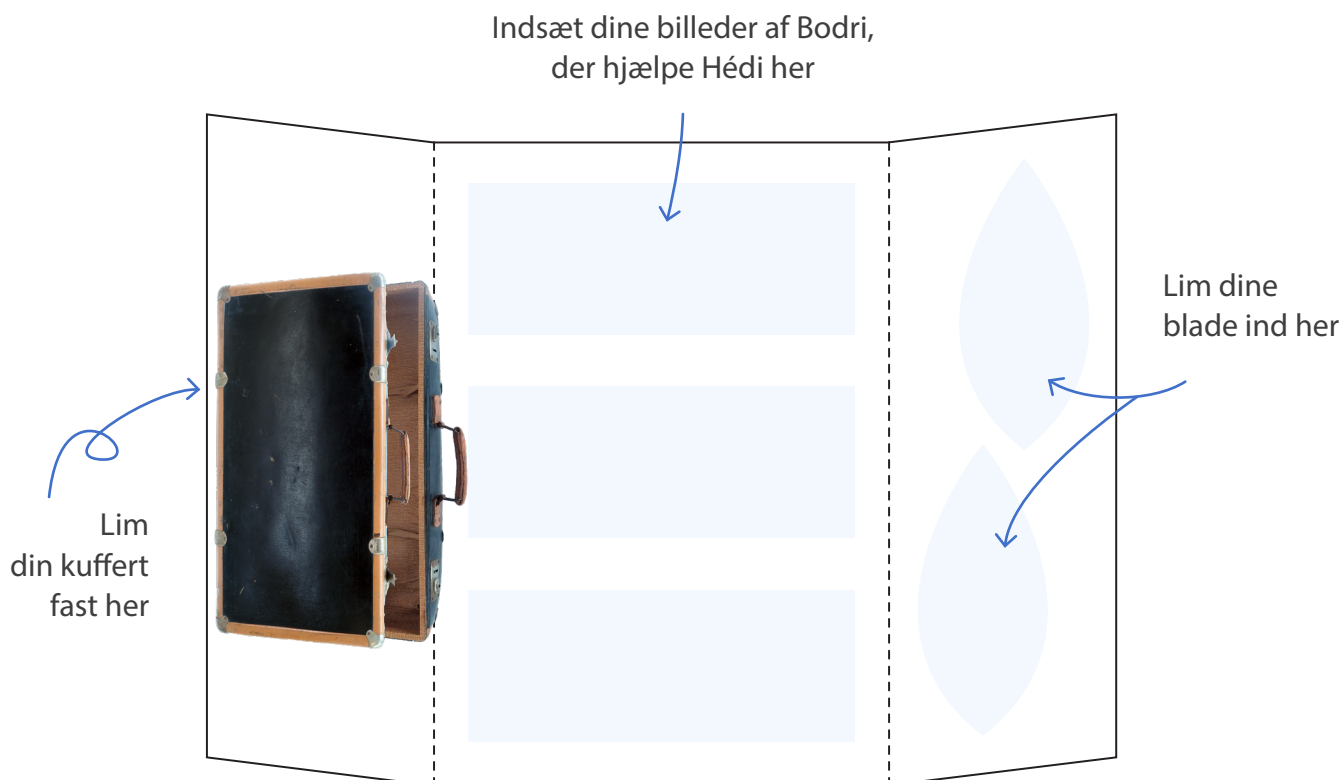 Indsæt dine billeder af Bodri,
der hjælpe Hédi her
Lim dine
blade ind her
Lim
din kuffert
fast her